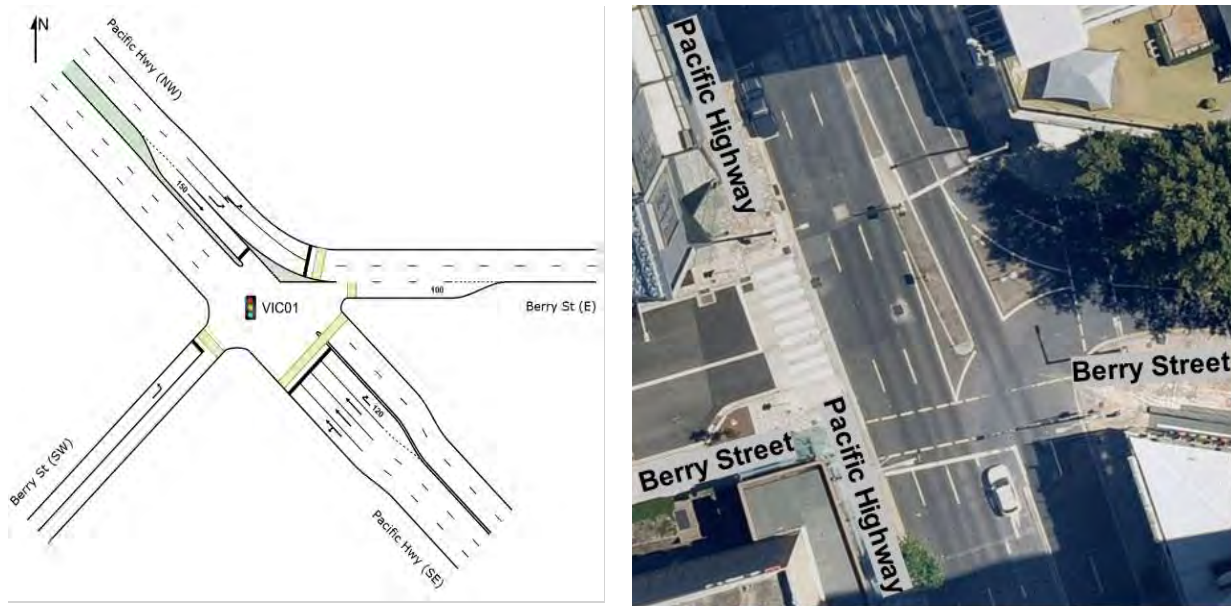 N
Pacific Hwy (NW)
150
100
Berry St (E)
VIC01
120
Berry St (SW)
Pacific Hwy (SE)
Pacific Highway
Berry Street
Berry Street
Pacific Highway